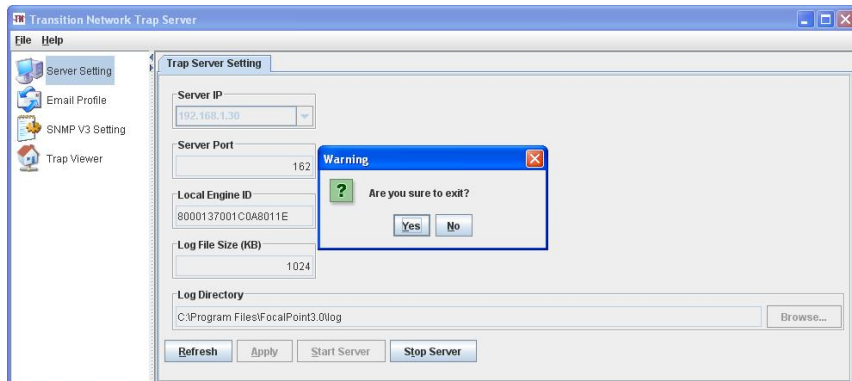 Transition Network Trap Server
File Help
Server Setting
Email Profile
SNMP V3 Setting
Trap Viewer
Trap Server Setting
Server IP
192.168.1.30
Server Port
162
Local Engine ID
8000137001C0A8011E
Log File Size (KB)
1024
Log Directory
C:\Program Files\FocalPoint3.0\log
Browse...
Refresh Apply Start Server Stop Server
Warning
Are you sure to exit?
Yes No